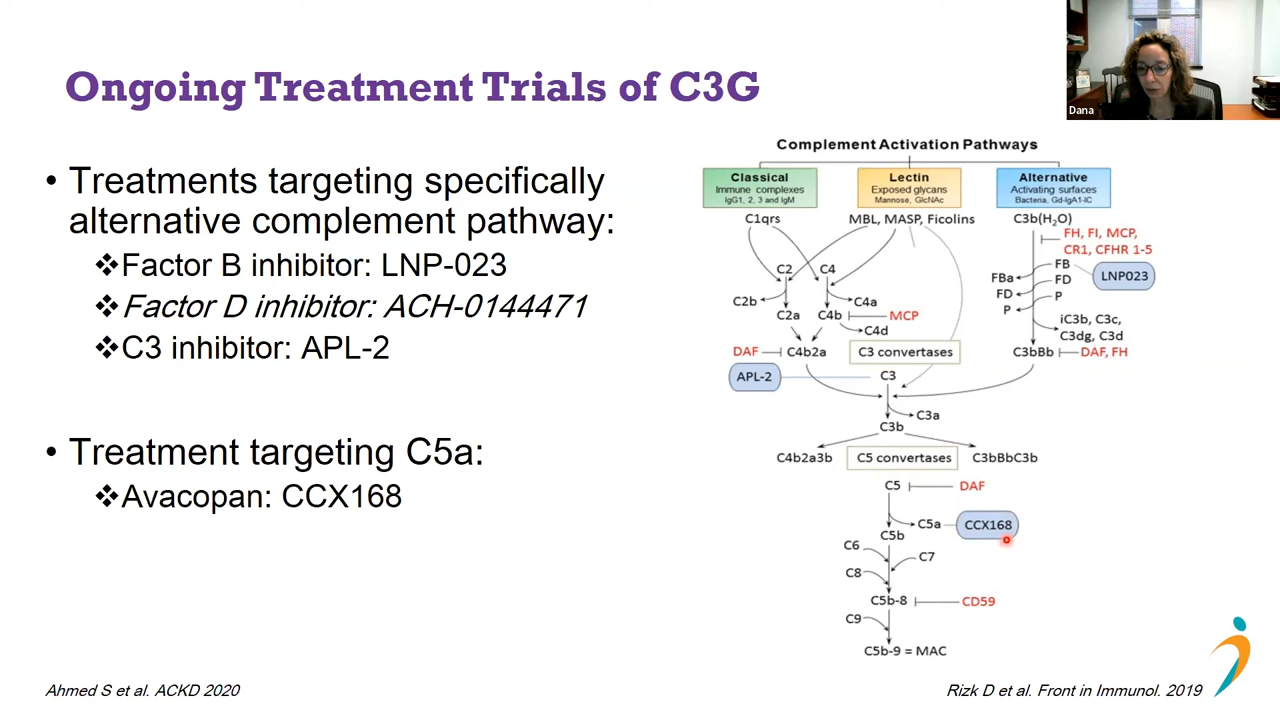 Ongoing Treatment Trials of C3G
Dana
• Treatments targeting specifically
alternative complement pathway:
❖Factor B inhibitor: LNP-023
❖Factor D inhibitor: ACH-0144471
❖C3 inhibitor: APL-2
• Treatment targeting C5a:
❖Avacopan: CCX168
Complement Activation Pathways
Classical
Immune complexes
IgG1, 2, 3 and IgM
Lectin
Exposed glycans
Mannose, GlcNAc
Alternative
Activating surfaces
Bacteria, Gd-IgA1-IC
C1qrs
MBL, MASP, Ficolins
C3b(H₂O)
FH, FI, MCP,
CR1, CFHR 1-5
C2
C4
FB
LNP023
FBa
FD
FD
P
P
C2b
C4a
C2a
C4b
MCP
C4d
iC3b, C3c,
C3dg, C3d
DAF
C4b2a
C3 convertases
C3bBb
DAF, FH
APL-2
C3
C3a
C3b
C4b2a3b
C5 convertases
C3bBbC3b
C5
DAF
C5a
CCX168
C5b
C6
C7
C8
C5b-8
CD59
C9
C5b-9 = MAC
Ahmed S et al. ACKD 2020
Rizk D et al. Front in Immunol. 2019